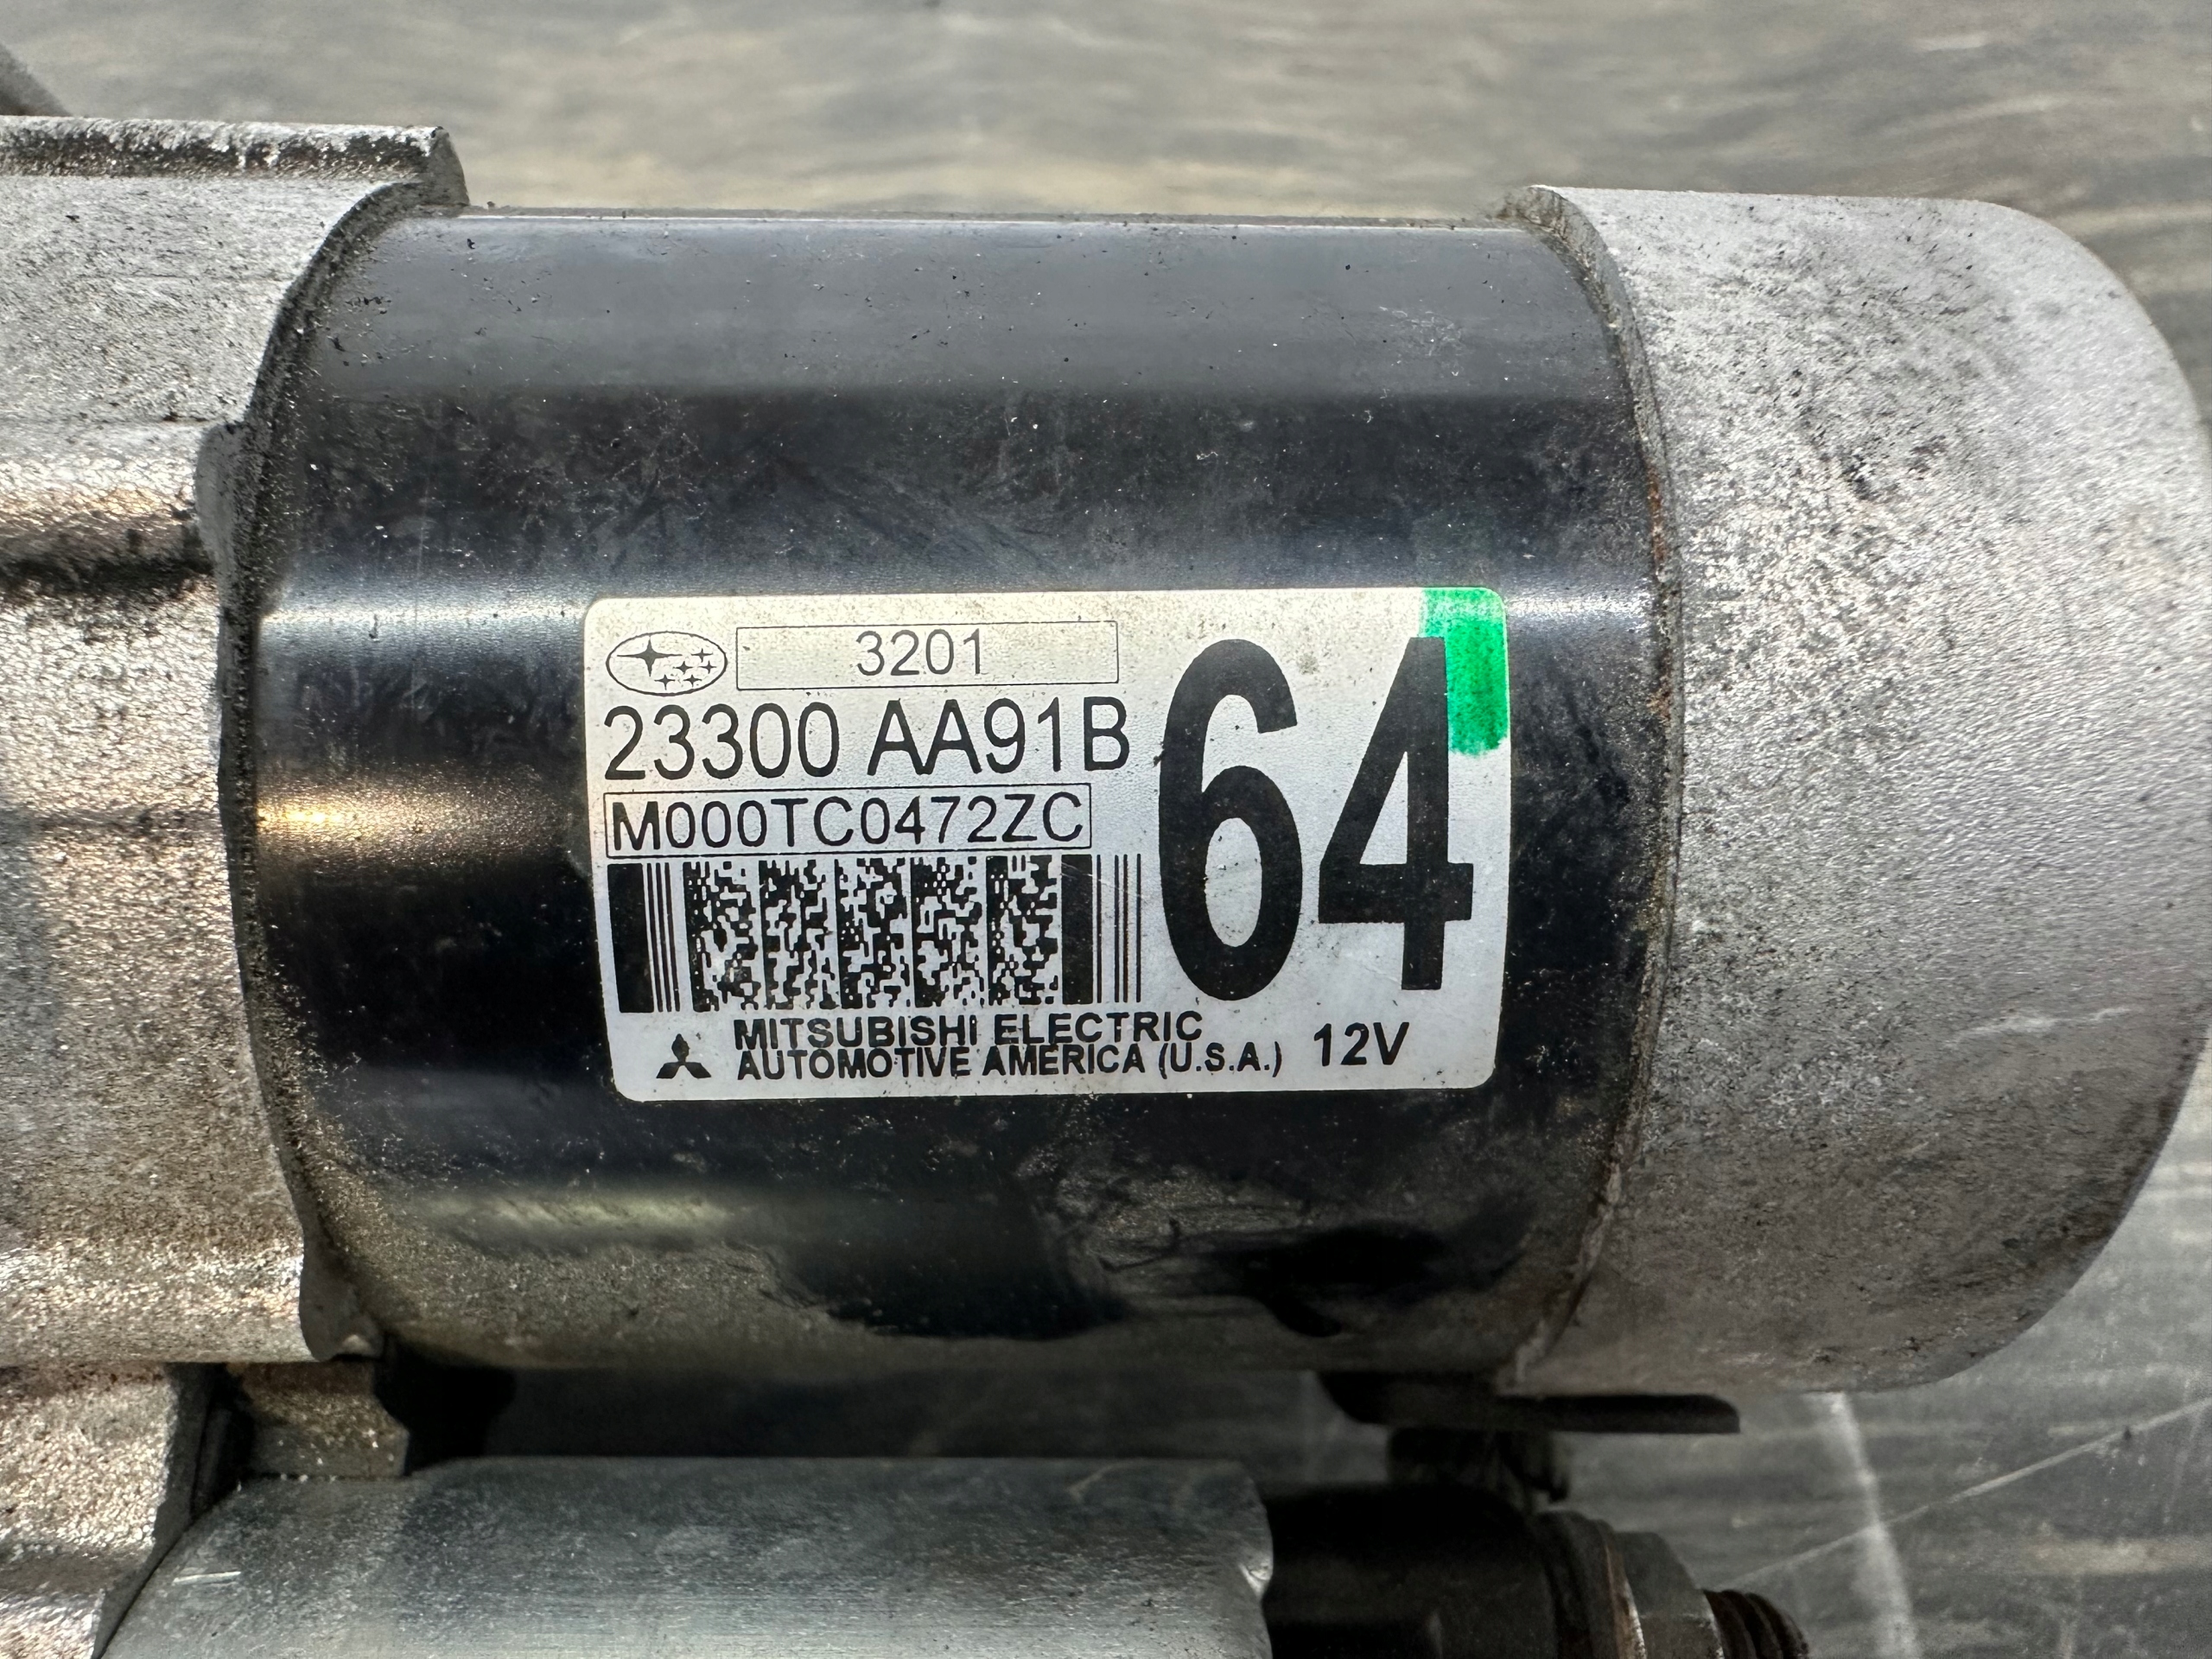 3201
23300 AA91B
64
M000TC0472ZC
MITSUBISHI ELECTRIC
AUTOMOTIVE AMERICA (U.S.A.)
12V